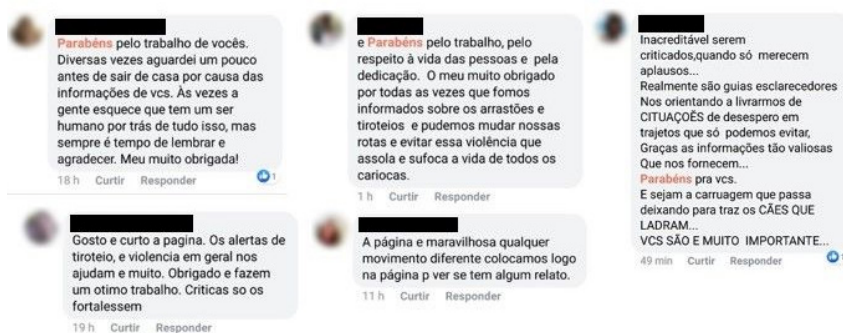 Parabéns pelo trabalho de vocês.
Diversas vezes aguardei um pouco
antes de sair de casa por causa das
informações de vcs. Às vezes a
gente esquece que tem um ser
humano por trás de tudo isso, mas
sempre é tempo de lembrar e
agradecer. Meu muito obrigada!
1
18 h Curtir Responder
e Parabéns pelo trabalho, pelo
respeito à vida das pessoas e pela
dedicação. O meu muito obrigado
por todas as vezes que fomos
informados sobre os arrastões e
tiroteios e pudemos mudar nossas
rotas e evitar essa violência que
assola e sufoca a vida de todos os
cariocas.
1 h Curtir Responder
Inacreditável serem
criticados,quando só merecem
aplausos...
Realmente são guias esclarecedores
Nos orientando a livrarmos de
CITUAÇOÊS de desespero em
trajetos que só podemos evitar,
Graças as informações tão valiosas
Que nos fornecem...
Parabéns pra vcs.
E sejam a carruagem que passa
deixando para traz os CÃES QUE
LADRAM...
VCS SÃO E MUITO IMPORTANTE...
49 min Curtir Responder
Gosto e curto a pagina. Os alertas de
tiroteio, e violencia em geral nos
ajudam e muito. Obrigado e fazem
um otimo trabalho. Criticas so os
fortalessem
19 h Curtir Responder
A página e maravilhosa qualquer
movimento diferente colocamos logo
na página p ver se tem algum relato.
11 h Curtir Responder